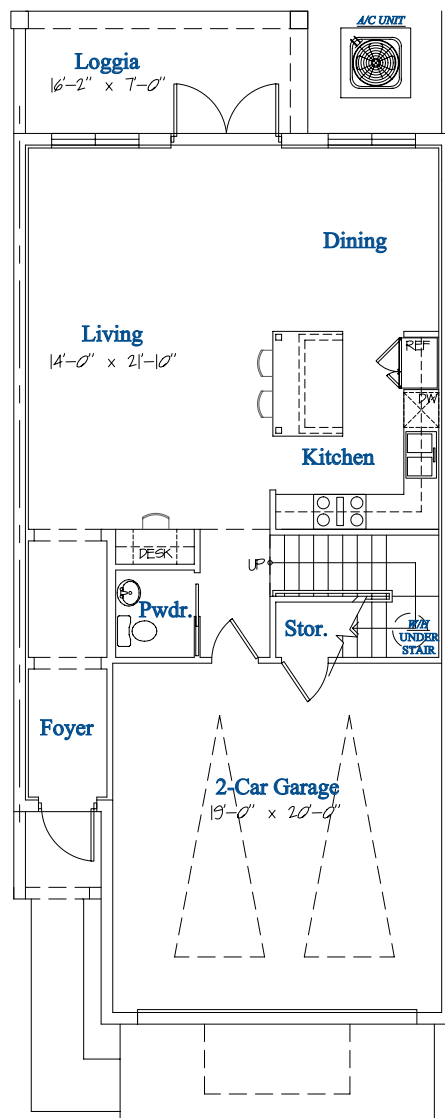 A/C UNIT
Loggia
16'-2" x 7'-0"
Dining
Living
14'-0" x 21'-10"
REF
DW
Kitchen
DESK
UP
Pwdr.
Stor.
W/H
UNDER
STAIR
Foyer
2-Car Garage
19'-0" x 20'-0"